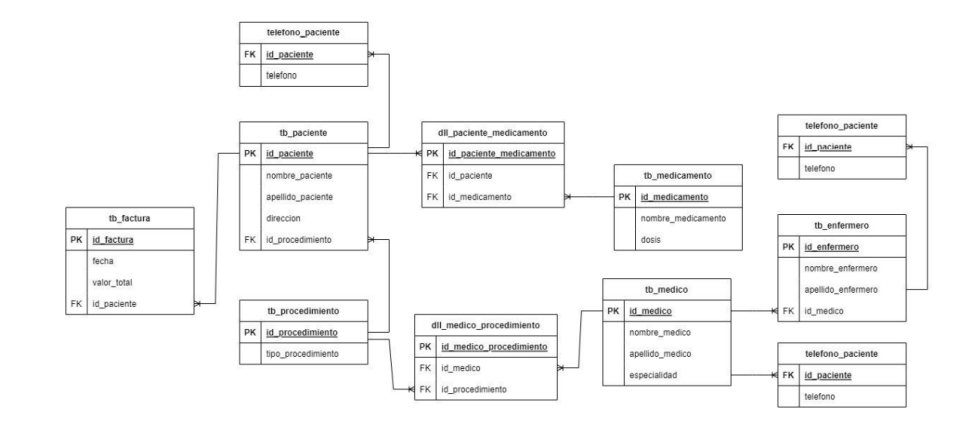 telefono_paciente
FK id_paciente
telefono
tb_paciente
PK id_paciente
nombre_paciente
apellido_paciente
direccion
FK id_procedimiento
dll_paciente_medicamento
PK id_paciente_medicamento
FK id_paciente
FK id_medicamento
tb_medicamento
PK id_medicamento
nombre_medicamento
dosis
telefono_paciente
FK id_paciente
telefono
tb_factura
PK id_factura
fecha
valor_total
FK id_paciente
tb_enfermero
PK id_enfermero
nombre_enfermero
apellido_enfermero
FK id_medico
tb_procedimiento
PK id_procedimiento
tipo_procedimiento
dll_medico_procedimiento
PK id_medico_procedimiento
FK id_medico
FK id_procedimiento
tb_medico
PK id_medico
nombre_medico
apellido_medico
especialidad
telefono_paciente
FK id_paciente
telefono